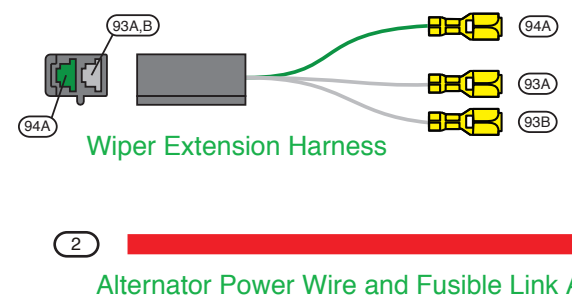 93A,B
94A
93A
94A
93B
Wiper Extension Harness
2
Alternator Power Wire and Fusible Link A